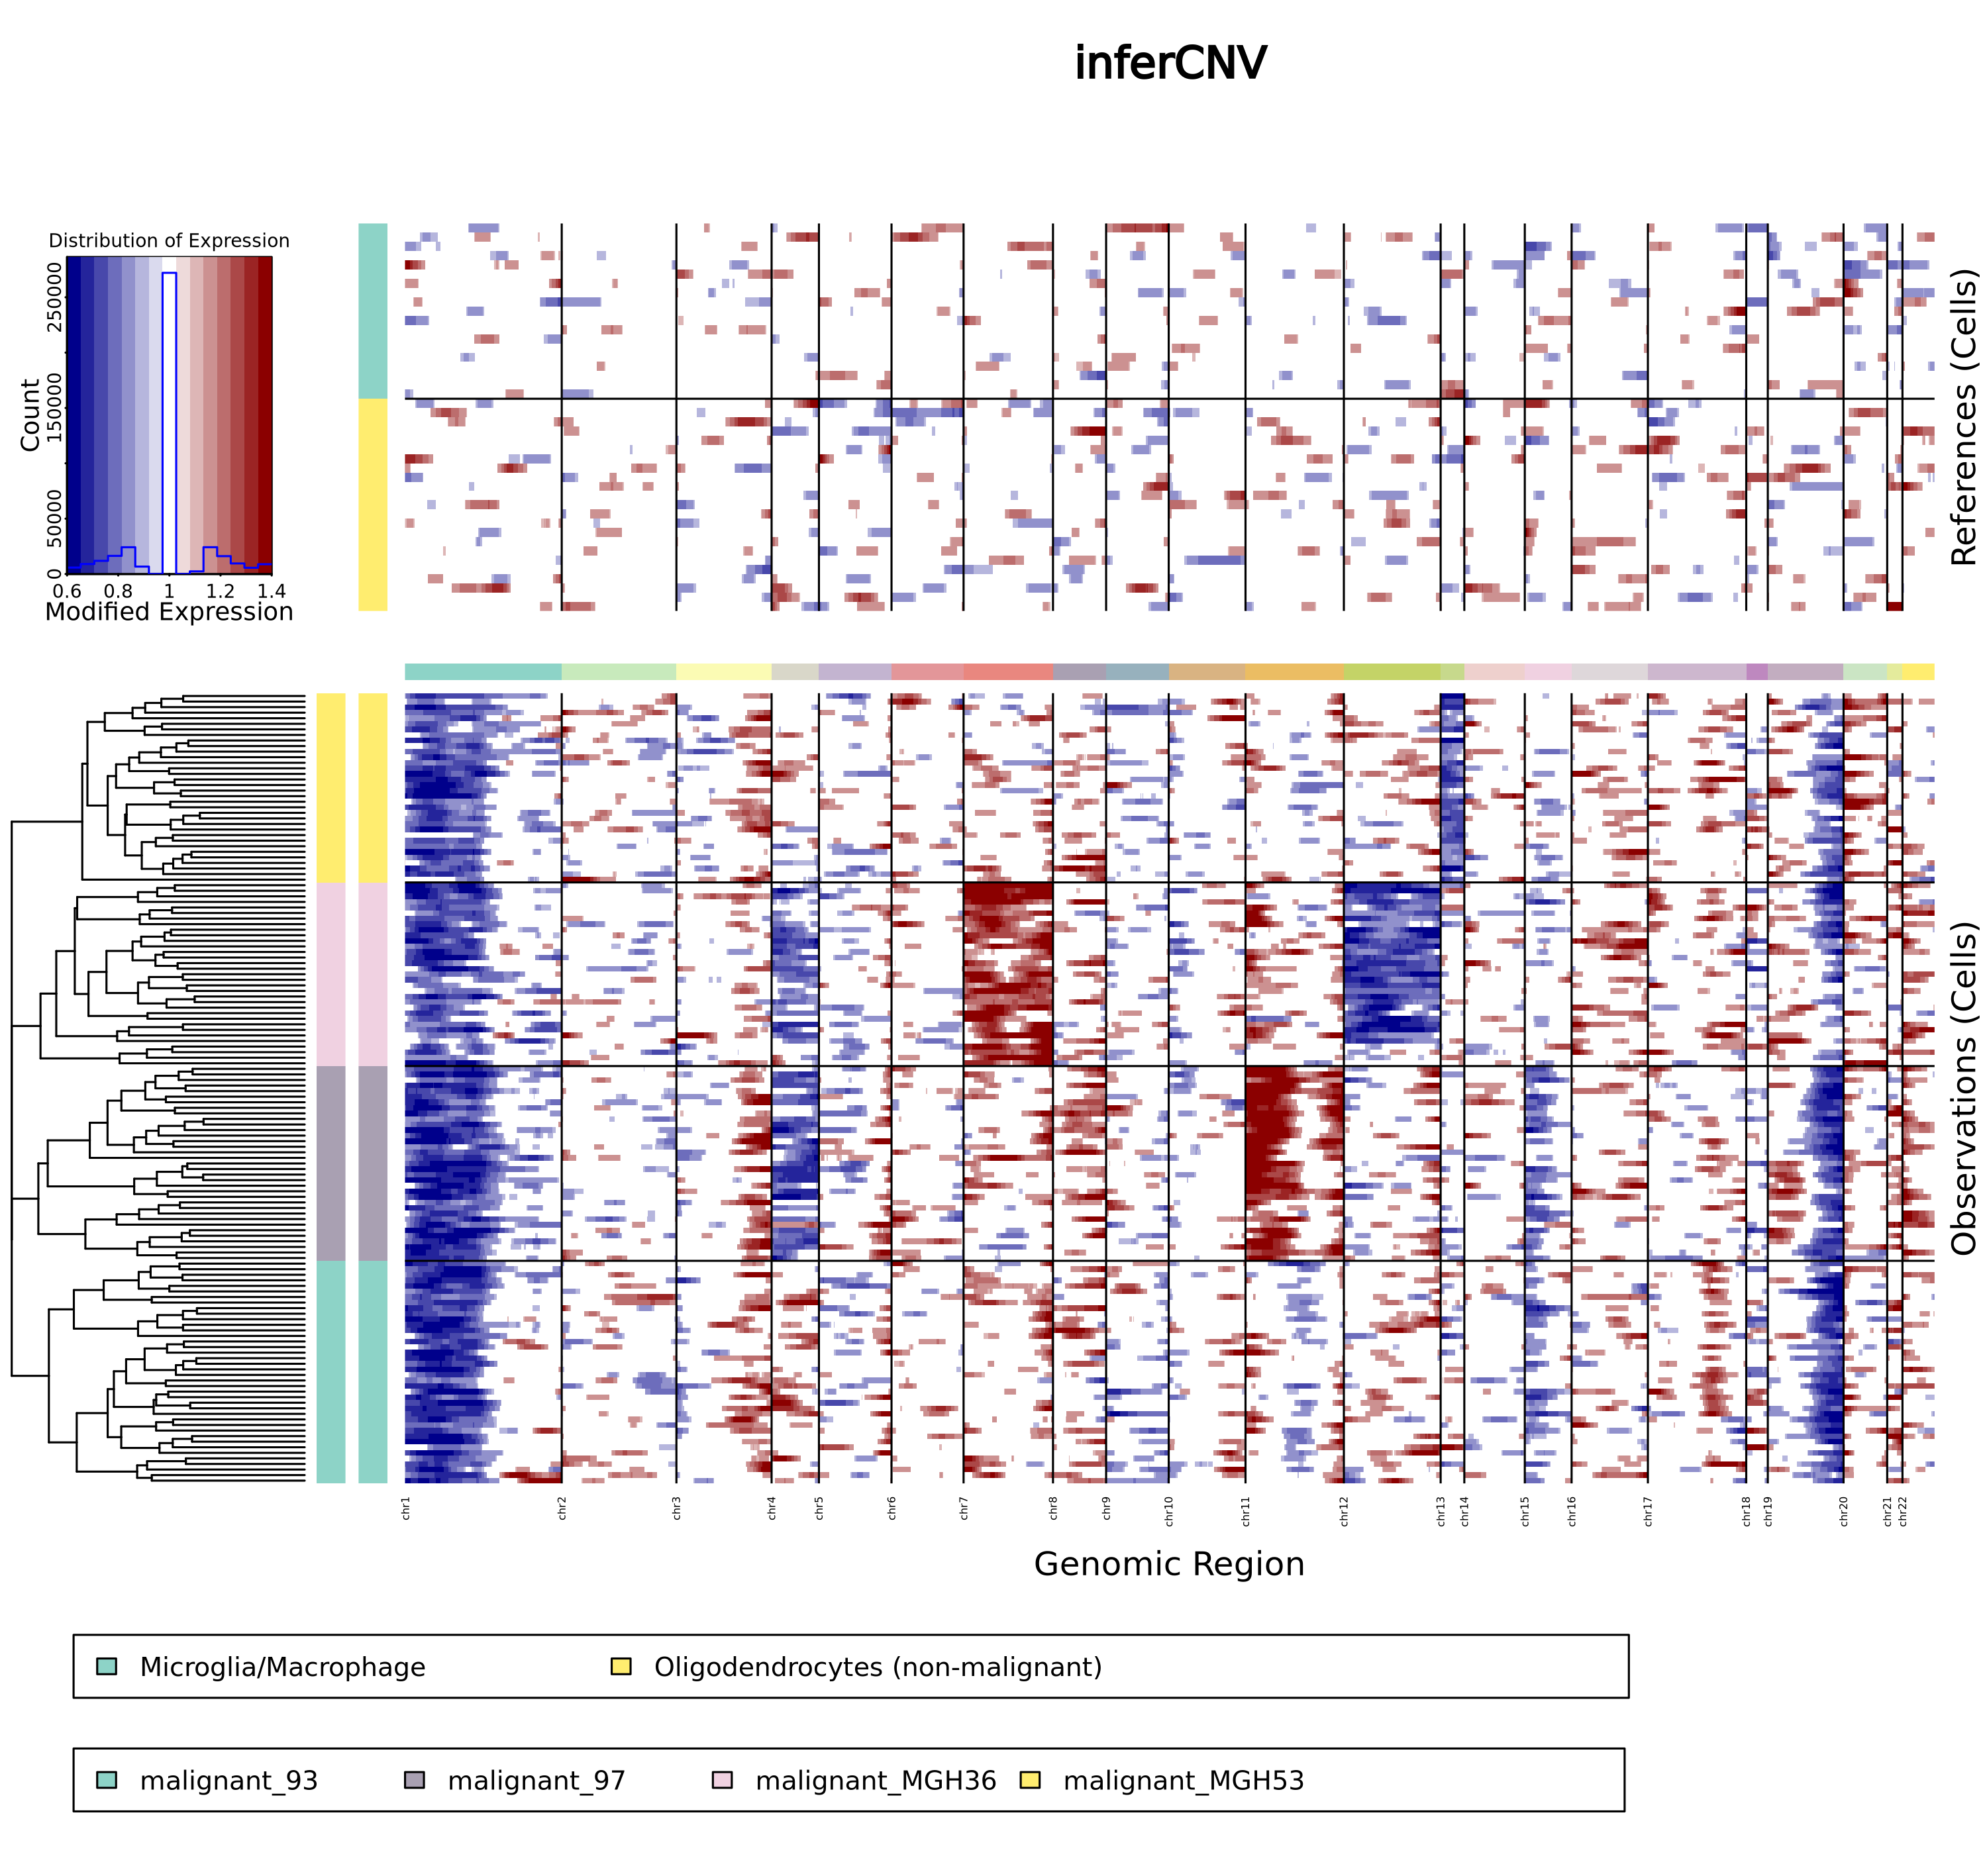 inferCNV
Distribution of Expression
Count
0 50000 150000 250000
0.6 0.8 1 1.2 1.4
Modified Expression
References (Cells)
Observations (Cells)
chr1 chr2 chr3 chr4 chr5 chr6 chr7 chr8 chr9 chr10 chr11 chr12 chr13 chr14 chr15 chr16 chr17 chr18 chr19 chr20 chr21 chr22
Genomic Region
Microglia/Macrophage Oligodendrocytes (non-malignant)
malignant_93 malignant_97 malignant_MGH36 malignant_MGH53